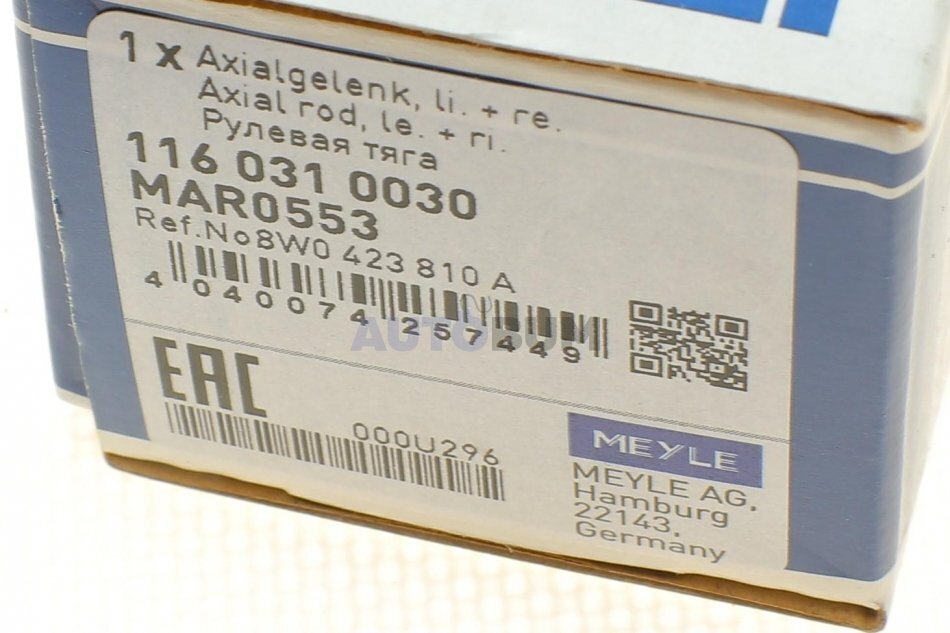 1 x Axialgelenk, li. + re.
Axial rod, le. + ri.
Рулевая тяга
116 031 0030
MAR0553
Ref.No8W0 423 810 A
4 040074 257449
AUTODUM
EAC
000U296
MEYLE
MEYLE AG,
Hamburg
22143,
Germany